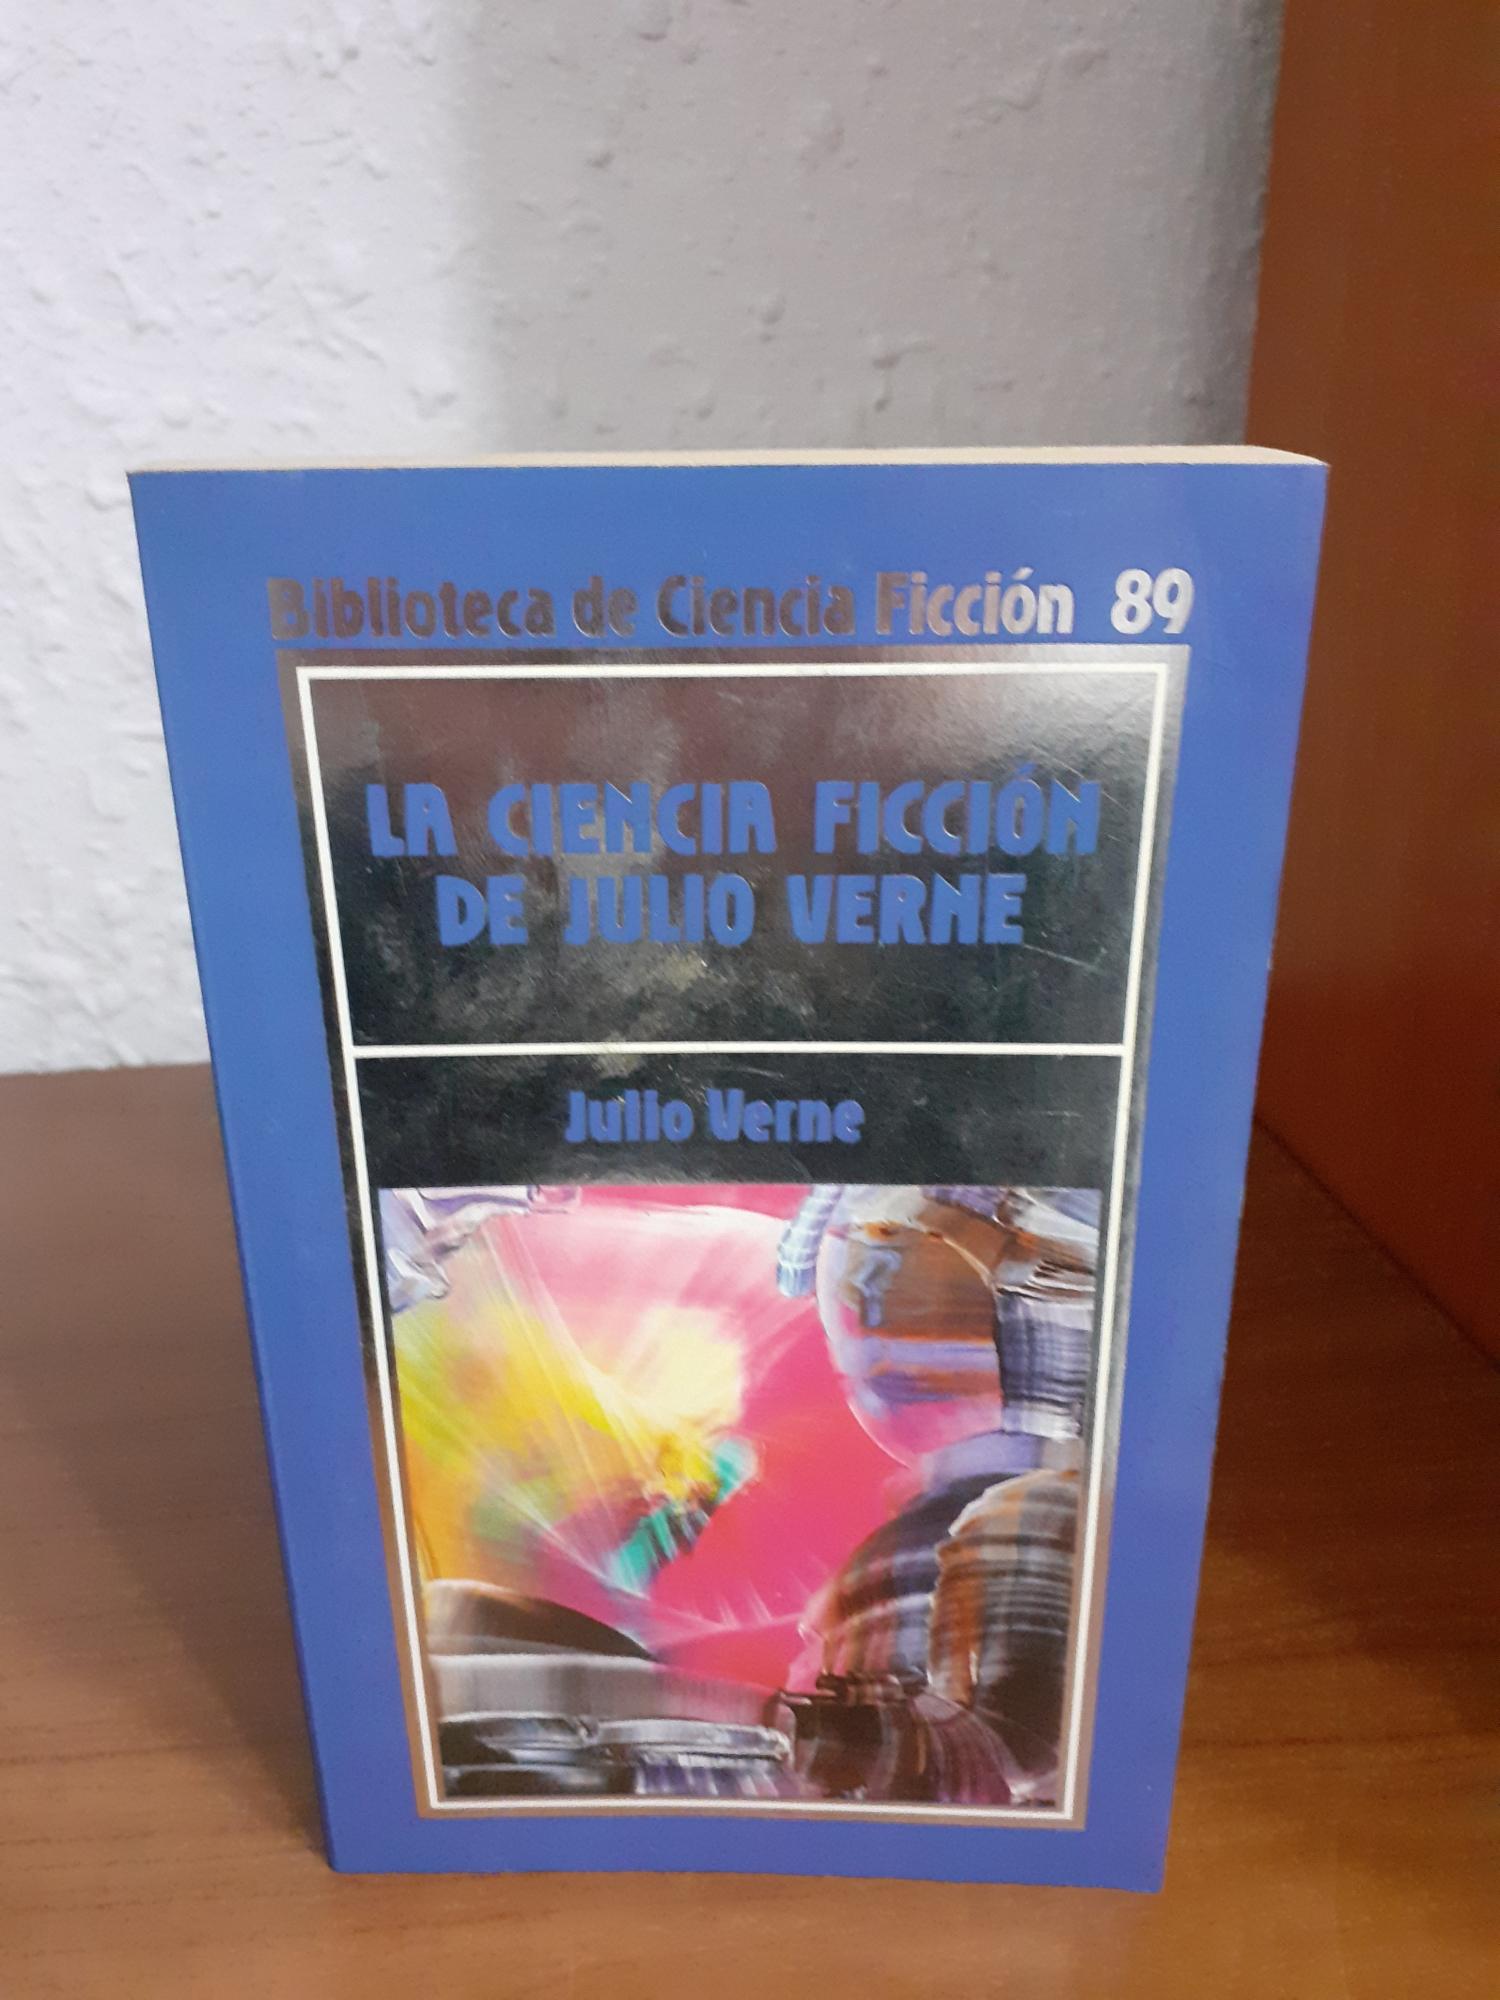 Biblioteca de Ciencia Ficción 89
LA CIENCIA FICCIÓN
DE JULIO VERNE
Julio Verne